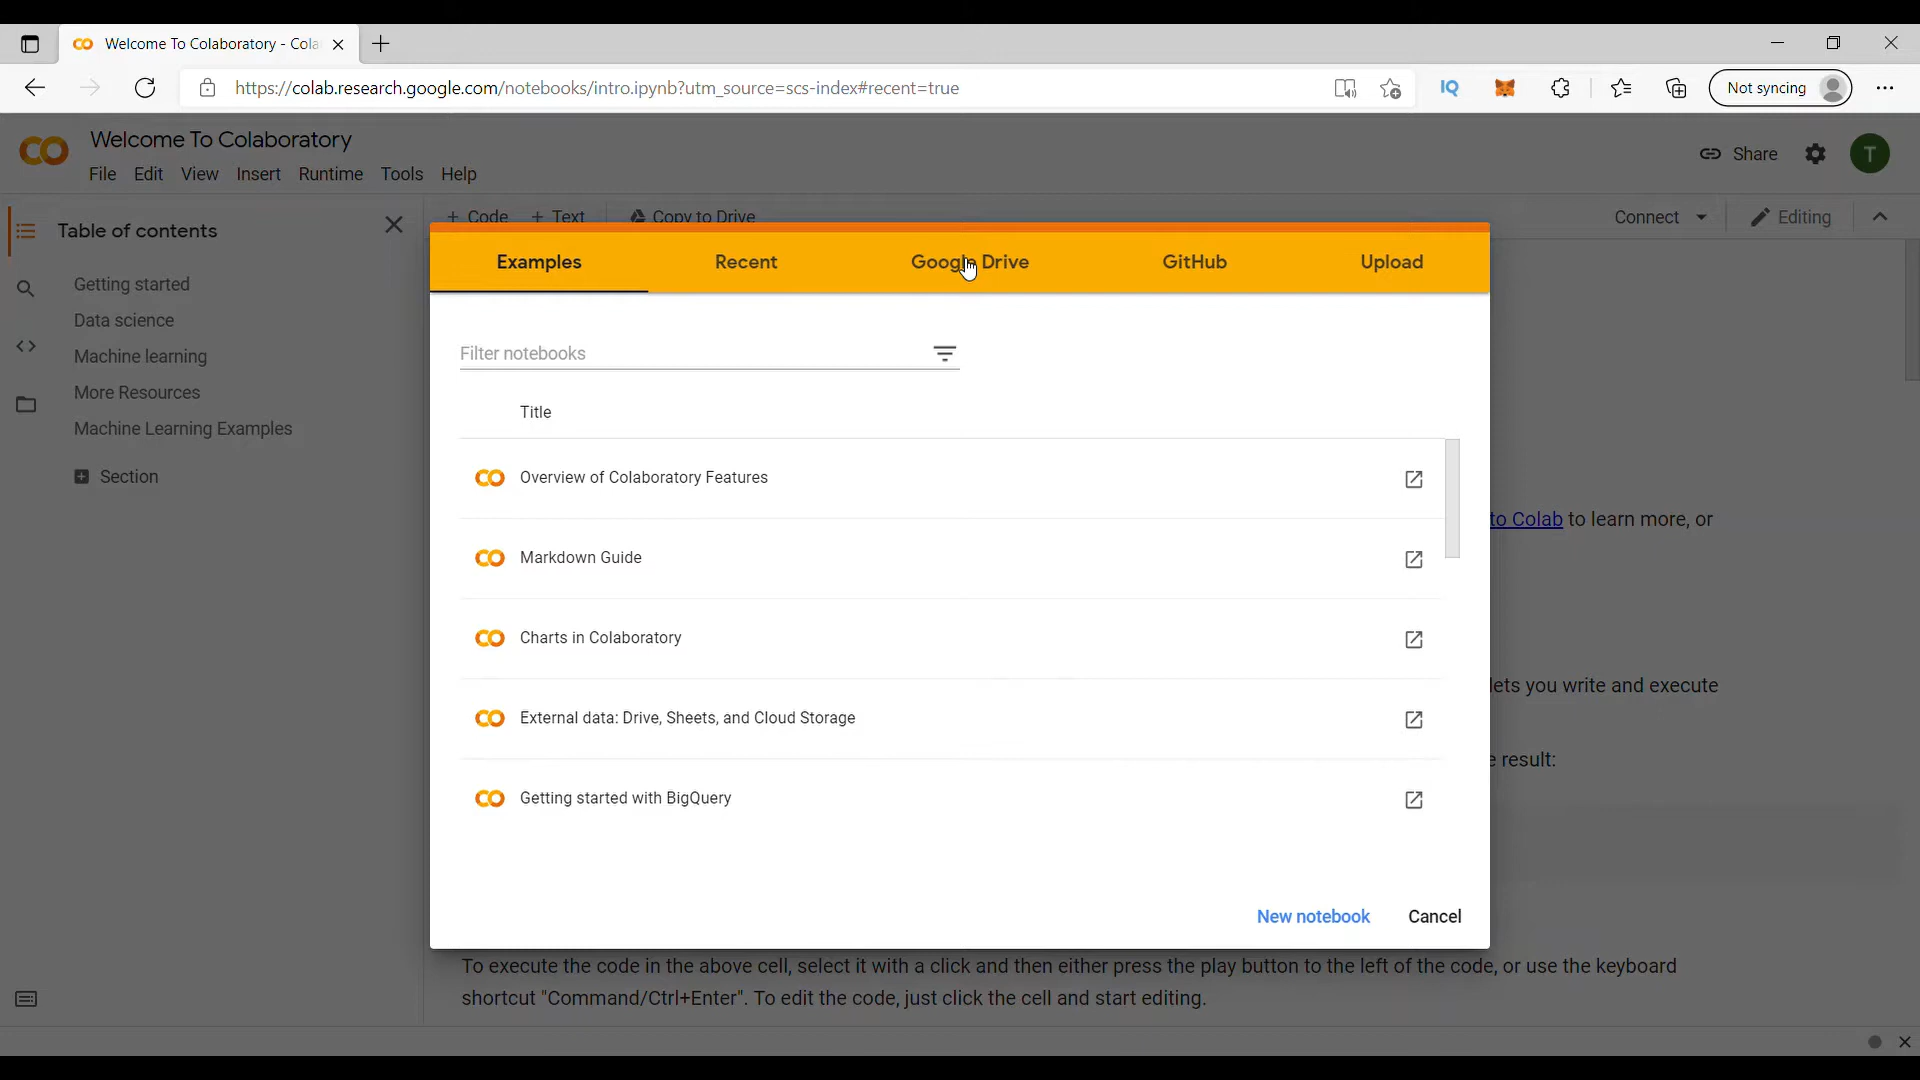 Welcome To Colaboratory - Cola
https://colab.research.google.com/notebooks/intro.ipynb?utm_source=scs-index#recent=true
IQ
Not syncing
Welcome To Colaboratory
File Edit View Insert Runtime Tools Help
Share
T
Table of contents
+ Code + Text Copy to Drive
Connect
Editing
Examples Recent Google Drive GitHub Upload
Getting started
Data science
Machine learning
More Resources
Machine Learning Examples
Section
Filter notebooks
Title
Overview of Colaboratory Features
Markdown Guide
Charts in Colaboratory
External data: Drive, Sheets, and Cloud Storage
Getting started with BigQuery
to Colab to learn more, or
lets you write and execute
e result:
New notebook Cancel
To execute the code in the above cell, select it with a click and then either press the play button to the left of the code, or use the keyboard
shortcut "Command/Ctrl+Enter". To edit the code, just click the cell and start editing.